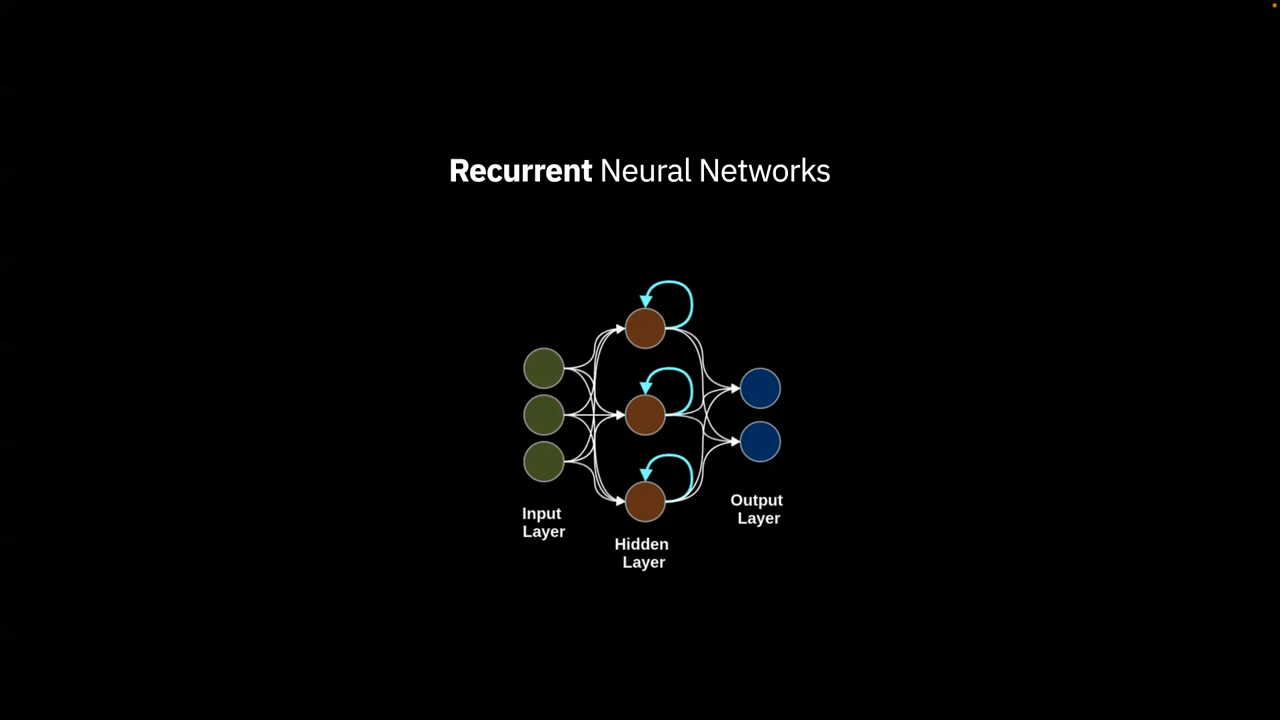 Recurrent Neural Networks
Input
Layer
Hidden
Layer
Output
Layer